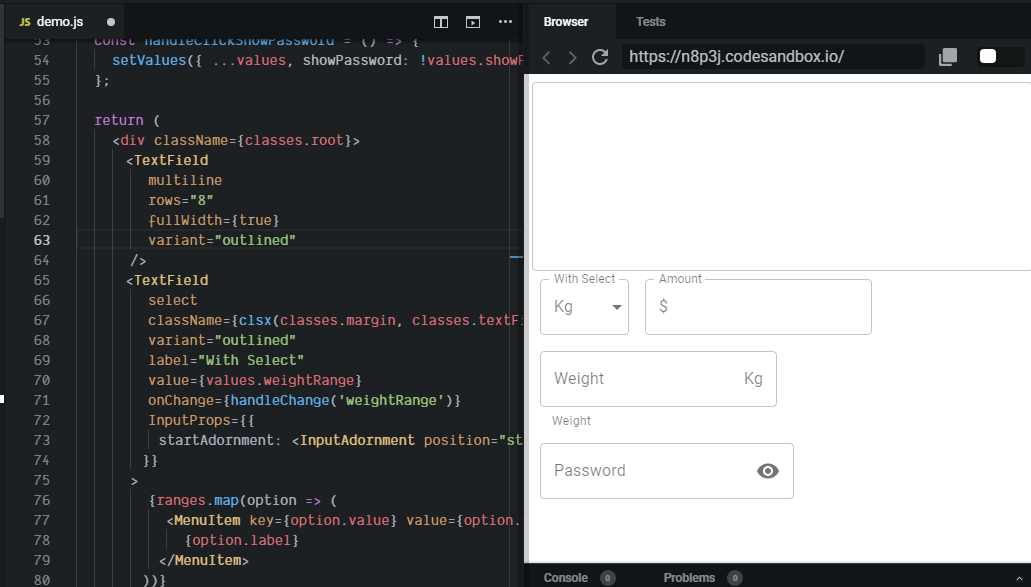 JS demo.js
53 const handleClickShowPassword = () => {
54 setValues({ ...values, showPassword: !values.showP
55 };
56
57 return (
58 <div className={classes.root}>
59 <TextField
60 multiline
61 rows="8"
62 fullWidth={true}
63 variant="outlined"
64 />
65 <TextField
66 select
67 className={clsx(classes.margin, classes.textFi
68 variant="outlined"
69 label="With Select"
70 value={values.weightRange}
71 onChange={handleChange('weightRange')}
72 InputProps={{
73 startAdornment: <InputAdornment position="st
74 }}
75 >
76 {ranges.map(option => (
77 <MenuItem key={option.value} value={option.
78 {option.label}
79 </MenuItem>
80 ))}
Browser Tests
https://n8p3j.codesandbox.io/
With Select Amount
Kg $
Weight Kg
Weight
Password
Console 0 Problems 0